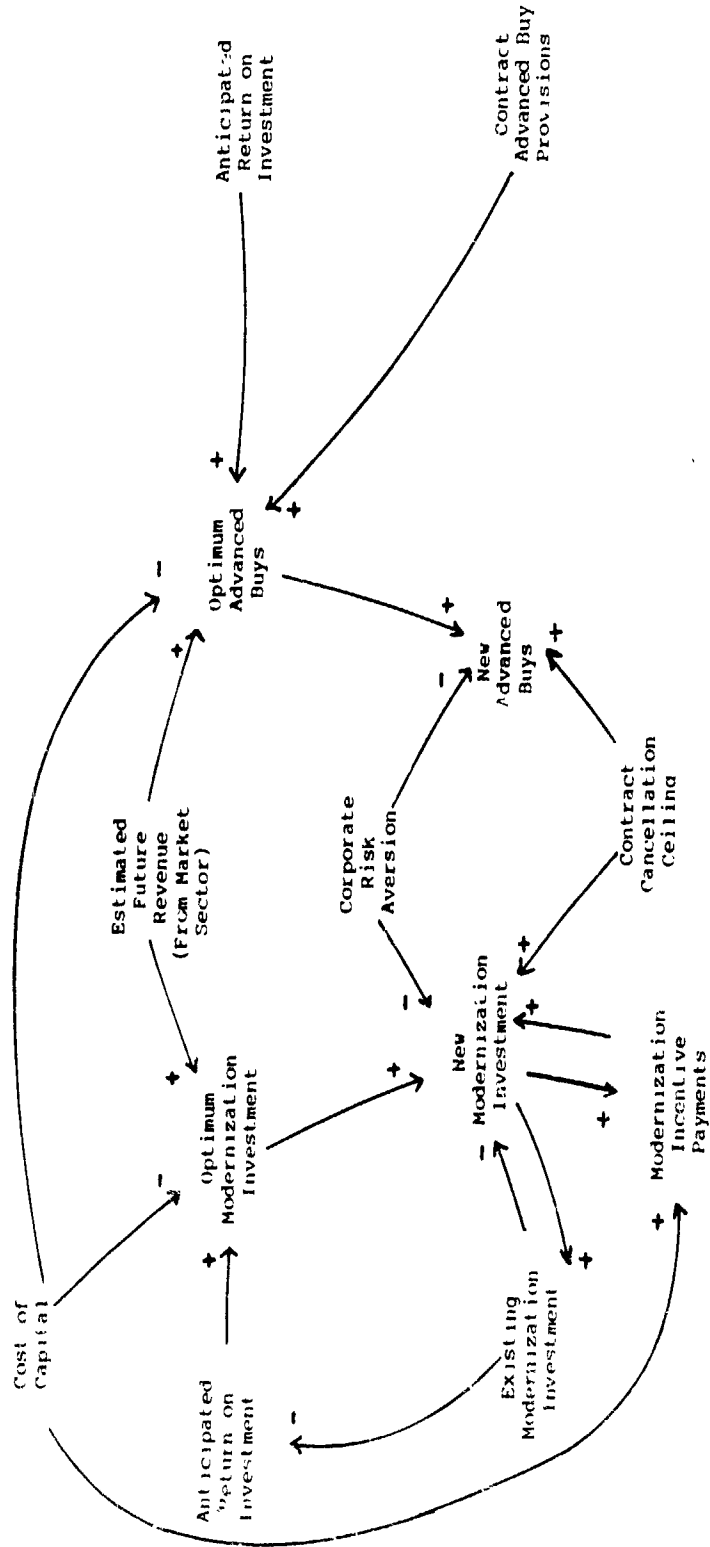 Cost of
Capital
-
-
Anticipated
Return on
Investment
+
Optimum
Modernization
Investment
+
Estimated
Future
Revenue
(From Market
Sector)
+
Optimum
Advanced
Buys
+
Anticipated
Return on
Investment
+
-
Existing
Modernization
Investment
-
+
+
New
Modernization
Investment
-
Corporate
Risk
Aversion
-
New
Advanced
Buys
+
Contract
Advanced Buy
Provisions
+
Modernization
Incentive
Payments
+
+
+
Contract
Cancellation
Ceiling
+